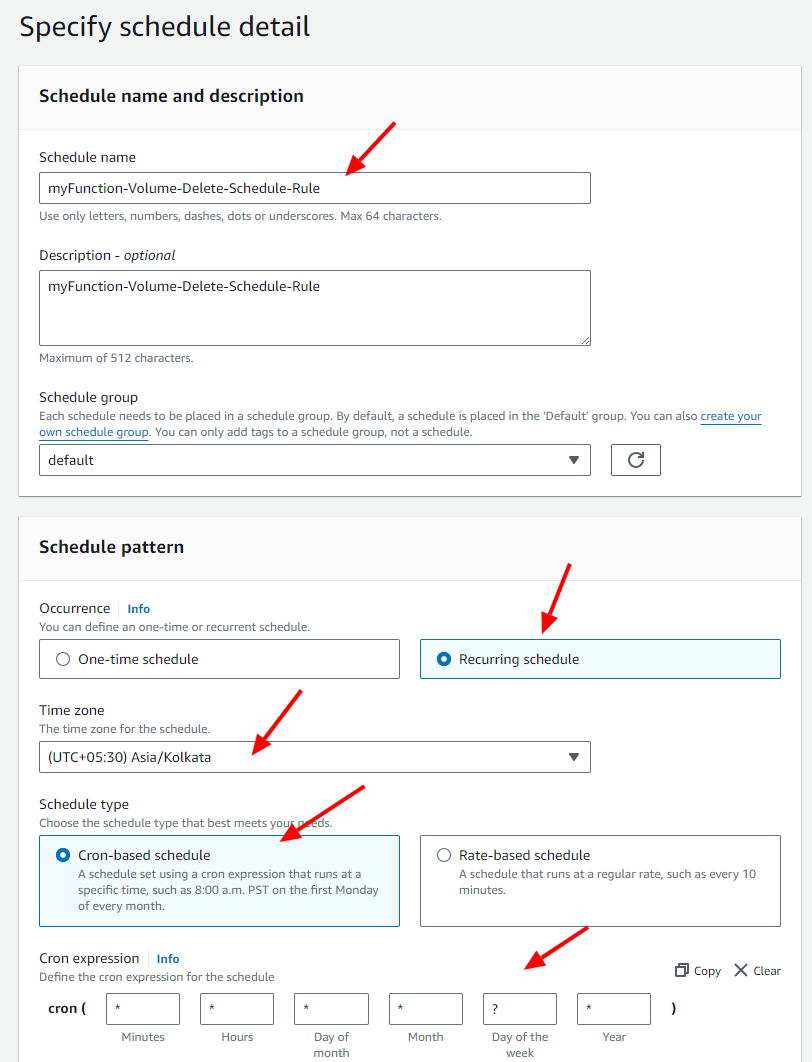 Specify schedule detail
Schedule name and description
Schedule name
myFunction-Volume-Delete-Schedule-Rule
Use only letters, numbers, dashes, dots or underscores. Max 64 characters.
Description - optional
myFunction-Volume-Delete-Schedule-Rule
Maximum of 512 characters.
Schedule group
Each schedule needs to be placed in a schedule group. By default, a schedule is placed in the 'Default' group. You can also create your
own schedule group. You can only add tags to a schedule group, not a schedule.
default
Schedule pattern
Occurrence Info
You can define an one-time or recurrent schedule.
One-time schedule
Recurring schedule
Time zone
The time zone for the schedule.
(UTC+05:30) Asia/Kolkata
Schedule type
Choose the schedule type that best meets your needs.
Cron-based schedule
A schedule set using a cron expression that runs at a
specific time, such as 8:00 a.m. PST on the first Monday
of every month.
Rate-based schedule
A schedule that runs at a regular rate, such as every 10
minutes.
Cron expression Info
Define the cron expression for the schedule
Copy Clear
cron ( * * * * ? * )
Minutes Hours Day of month Month Day of the week Year